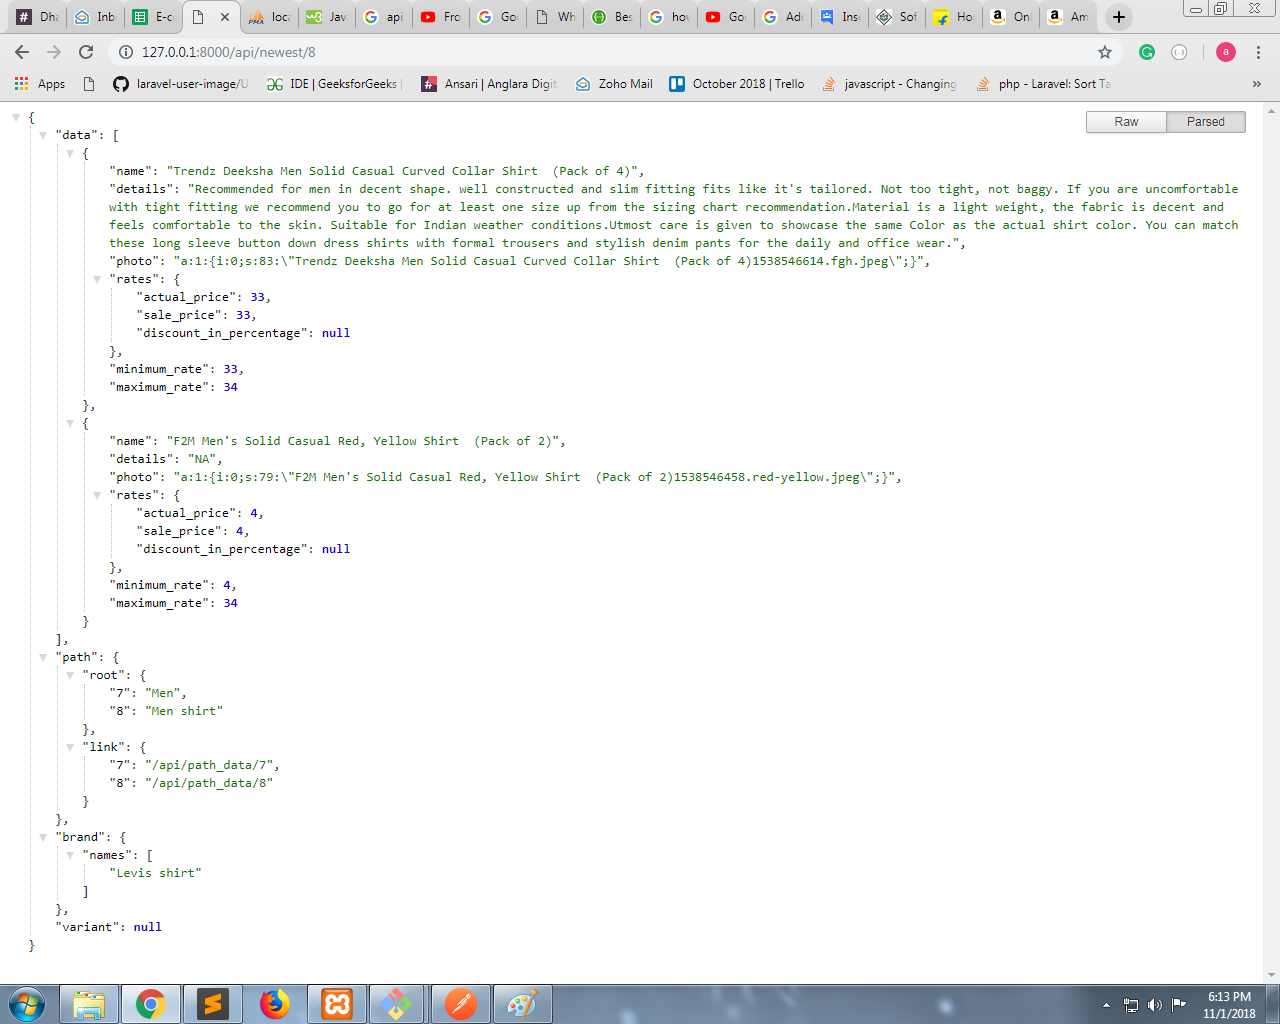 Dha
Inb
E-c
loca
Jav
api
Fro
Goo
Wh
Bes
how
Goo
Add
Inse
Sof
Hor
Onl
Am
127.0.0.1:8000/api/newest/8
a
Apps
laravel-user-image/U
IDE | GeeksforGeeks |
Ansari | Anglara Digit
Zoho Mail
October 2018 | Trello
javascript - Changing
php - Laravel: Sort Ta
»
Raw Parsed
{
"data": [
{
"name": "Trendz Deeksha Men Solid Casual Curved Collar Shirt  (Pack of 4)",
"details": "Recommended for men in decent shape. well constructed and slim fitting fits like it's tailored. Not too tight, not baggy. If you are uncomfortable
with tight fitting we recommend you to go for at least one size up from the sizing chart recommendation.Material is a light weight, the fabric is decent and
feels comfortable to the skin. Suitable for Indian weather conditions.Utmost care is given to showcase the same Color as the actual shirt color. You can match
these long sleeve button down dress shirts with formal trousers and stylish denim pants for the daily and office wear.",
"photo": "a:1:{i:0;s:83:\"Trendz Deeksha Men Solid Casual Curved Collar Shirt  (Pack of 4)1538546614.fgh.jpeg\";}",
"rates": {
"actual_price": 33,
"sale_price": 33,
"discount_in_percentage": null
},
"minimum_rate": 33,
"maximum_rate": 34
},
{
"name": "F2M Men's Solid Casual Red, Yellow Shirt  (Pack of 2)",
"details": "NA",
"photo": "a:1:{i:0;s:79:\"F2M Men's Solid Casual Red, Yellow Shirt  (Pack of 2)1538546458.red-yellow.jpeg\";}",
"rates": {
"actual_price": 4,
"sale_price": 4,
"discount_in_percentage": null
},
"minimum_rate": 4,
"maximum_rate": 34
}
],
"path": {
"root": {
"7": "Men",
"8": "Men shirt"
},
"link": {
"7": "/api/path_data/7",
"8": "/api/path_data/8"
}
},
"brand": {
"names": [
"Levis shirt"
]
},
"variant": null
}
6:13 PM
11/1/2018